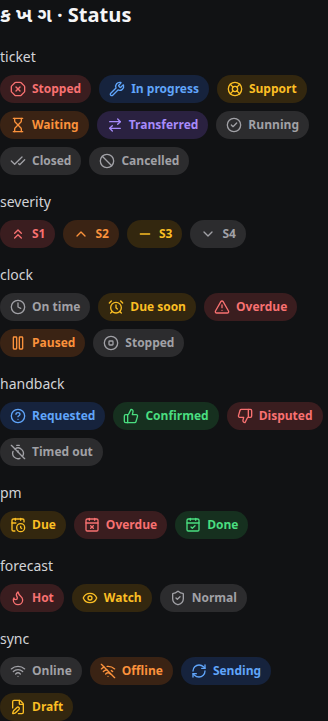 ક ખ ગ · Status
ticket
Stopped In progress Support
Waiting Transferred Running
Closed Cancelled
severity
S1 S2 S3 S4
clock
On time Due soon Overdue
Paused Stopped
handback
Requested Confirmed Disputed
Timed out
pm
Due Overdue Done
forecast
Hot Watch Normal
sync
Online Offline Sending
Draft